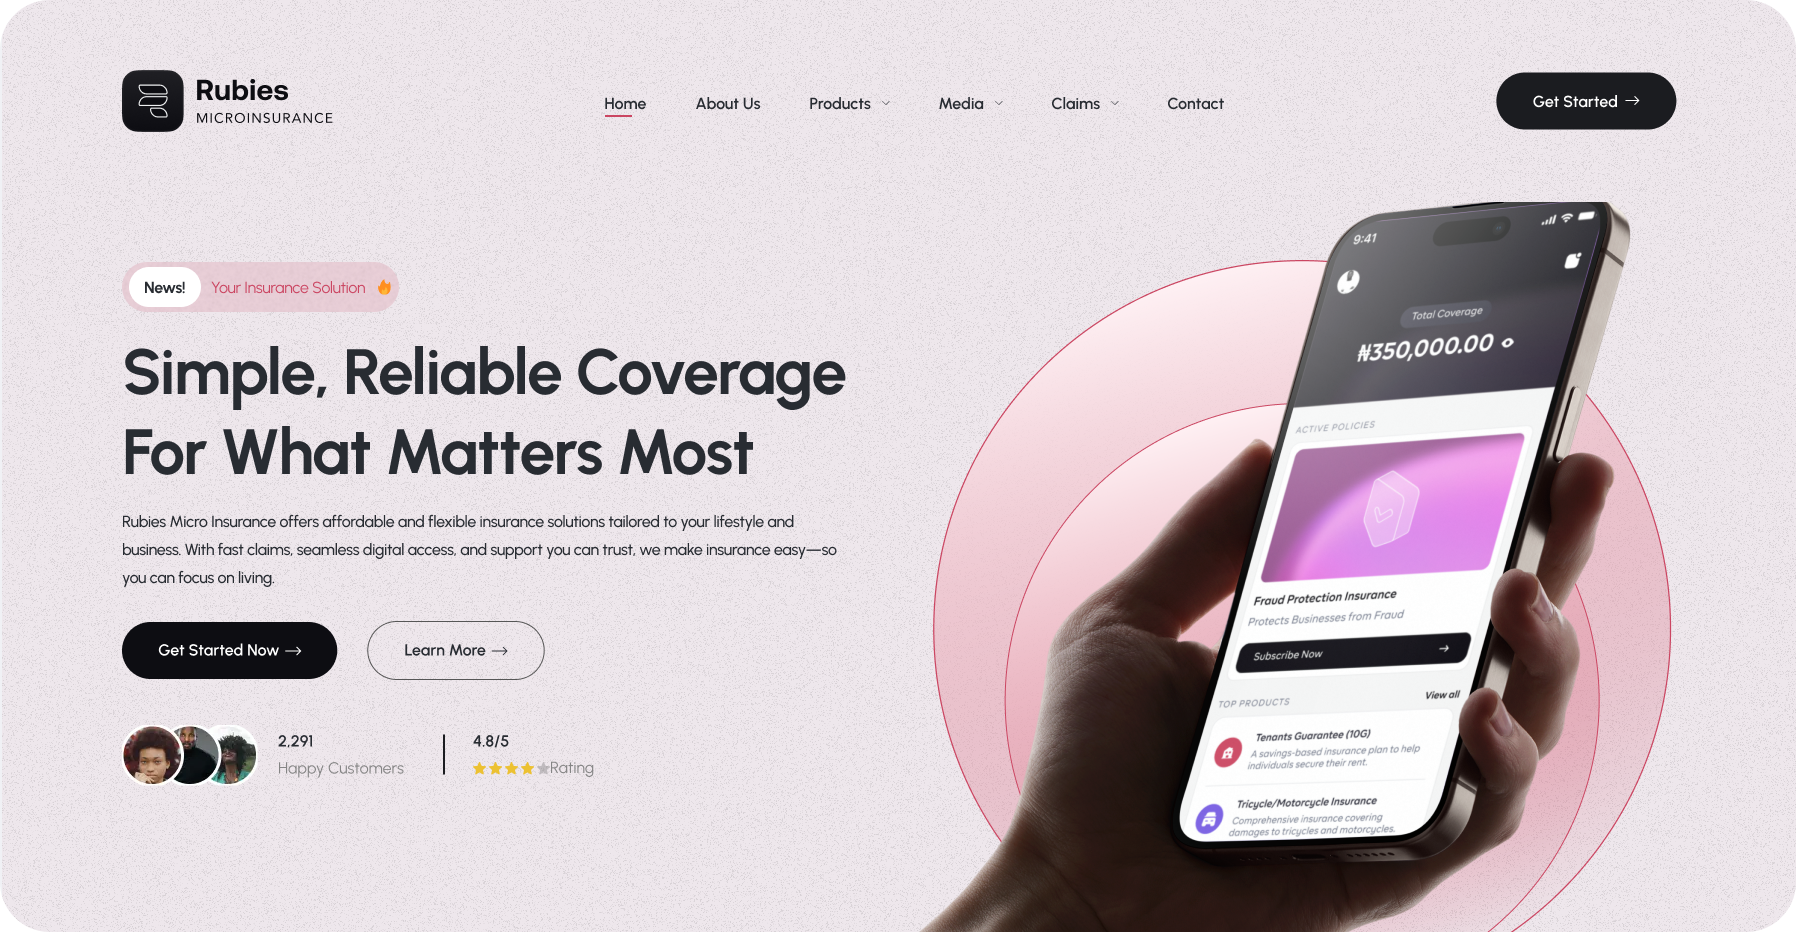 Rubies
MICROINSURANCE
Home
About Us
Products
Media
Claims
Contact
Get Started →
News!
Your Insurance Solution 🔥
Simple, Reliable Coverage
For What Matters Most
Rubies Micro Insurance offers affordable and flexible insurance solutions tailored to your lifestyle and
business. With fast claims, seamless digital access, and support you can trust, we make insurance easy—so
you can focus on living.
Get Started Now →
Learn More →
2,291
Happy Customers
4.8/5
Rating
9:41
Total Coverage
₦350,000.00
ACTIVE POLICIES
Fraud Protection Insurance
Protects Businesses from Fraud
Subscribe Now →
TOP PRODUCTS
View all
Tenants Guarantee (10G)
A savings-based insurance plan to help
individuals secure their rent.
Tricycle/Motorcycle Insurance
Comprehensive insurance covering
damages to tricycles and motorcycles.